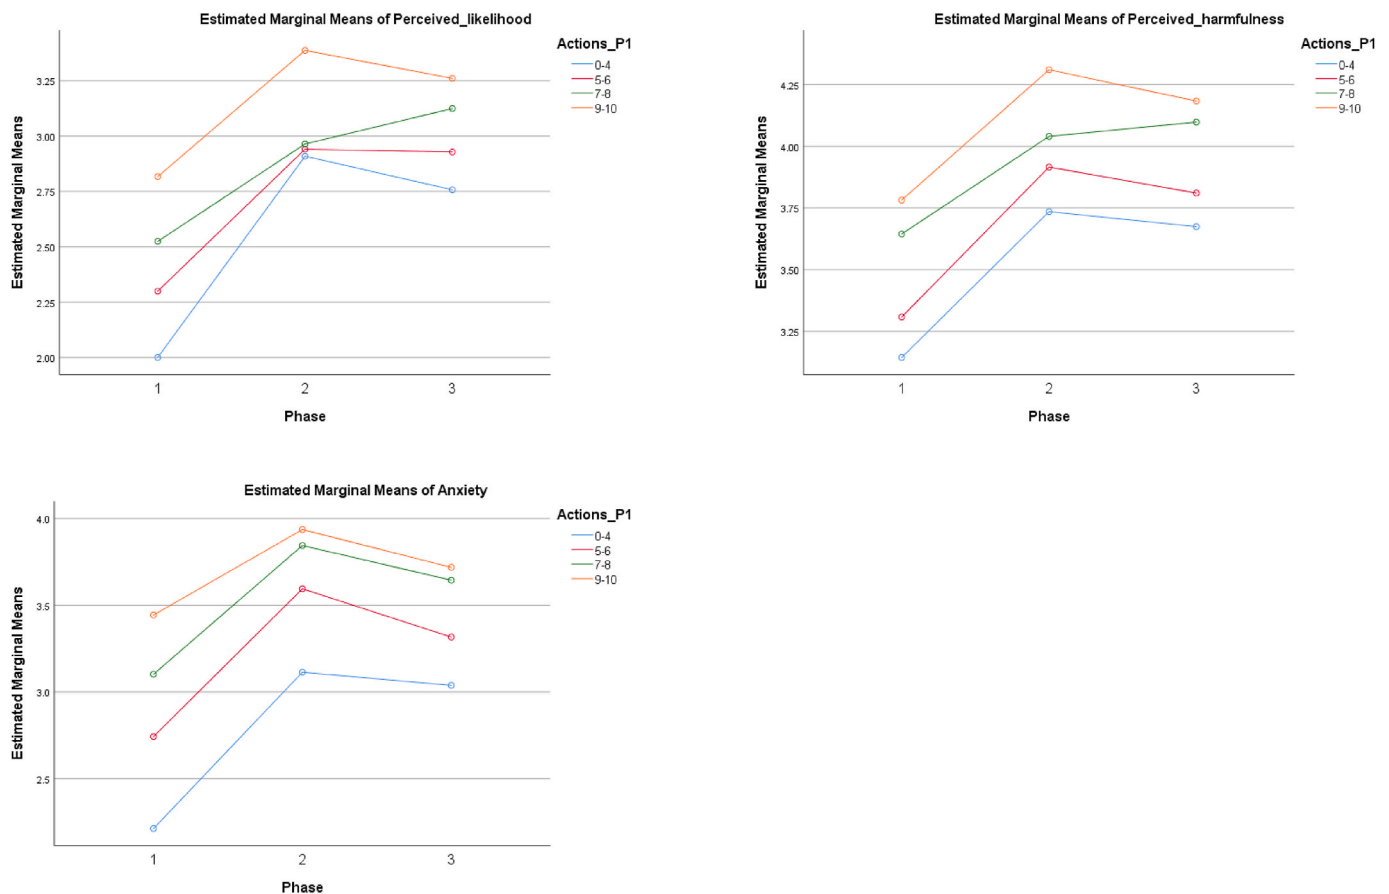 Estimated Marginal Means of Perceived_likelihood
Estimated Marginal Means
3.25
3.00
2.75
2.50
2.25
2.00
1 2 3
Phase
Actions_P1
0-4
5-6
7-8
9-10
Estimated Marginal Means of Perceived_harmfulness
Estimated Marginal Means
4.25
4.00
3.75
3.50
3.25
1 2 3
Phase
Actions_P1
0-4
5-6
7-8
9-10
Estimated Marginal Means of Anxiety
Estimated Marginal Means
4.0
3.5
3.0
2.5
1 2 3
Phase
Actions_P1
0-4
5-6
7-8
9-10